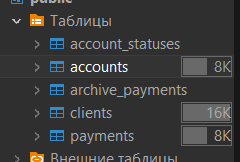 public
Таблицы
account_statuses
accounts 8K
archive_payments
clients 16K
payments 8K
Внешние таблицы